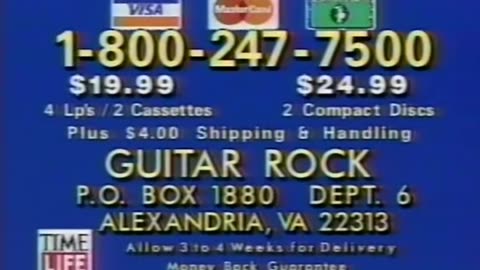 VISA MasterCard
1-800-247-7500
$19.99 $24.99
4 Lp's / 2 Cassettes 2 Compact Discs
Plus $4.00 Shipping & Handling
GUITAR ROCK
P.O. BOX 1880 DEPT. 6
ALEXANDRIA, VA 22313
TIME LIFE
Allow 3 to 4 Weeks for Delivery
Money Back Guarantee